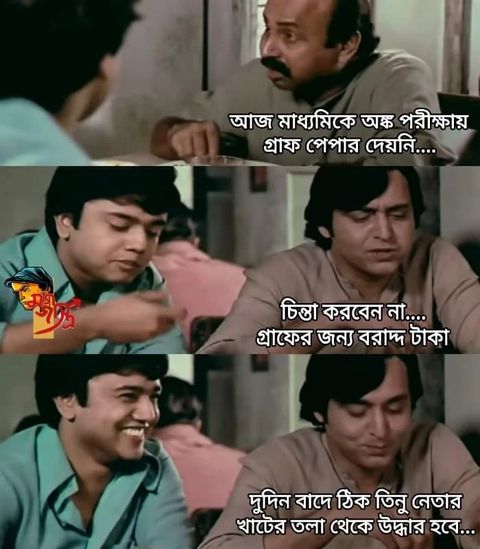 আজ মাধ্যমিকে অঙ্ক পরীক্ষায়
গ্রাফ পেপার দেয়নি....
চিন্তা করবেন না....
গ্রাফের জন্য বরাদ্দ টাকা
দুদিন বাদে ঠিক তিনু নেতার
খাটের তলা থেকে উদ্ধার হবে...